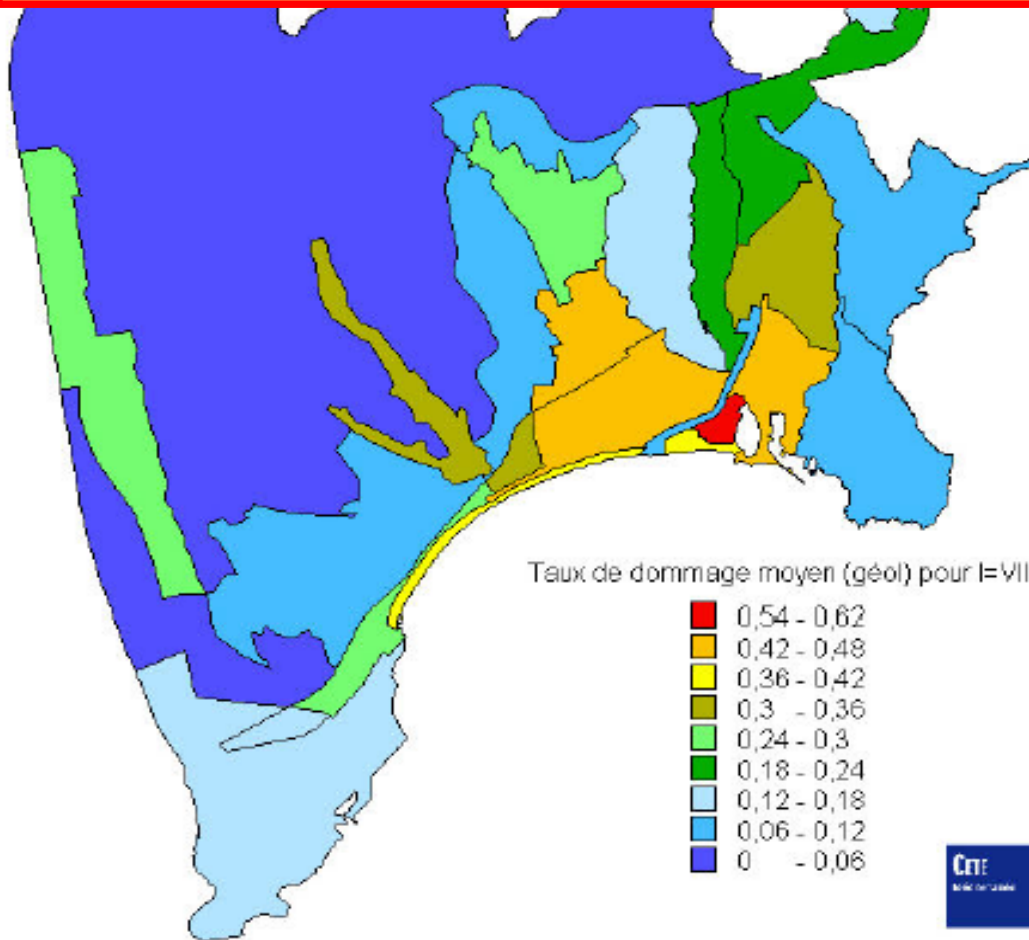 Taux de dommage moyen (géol) pour I=VII
0,54 - 0,62
0,42 - 0,48
0,36 - 0,42
0,3 - 0,36
0,24 - 0,3
0,18 - 0,24
0,12 - 0,18
0,06 - 0,12
0 - 0,06
CETE